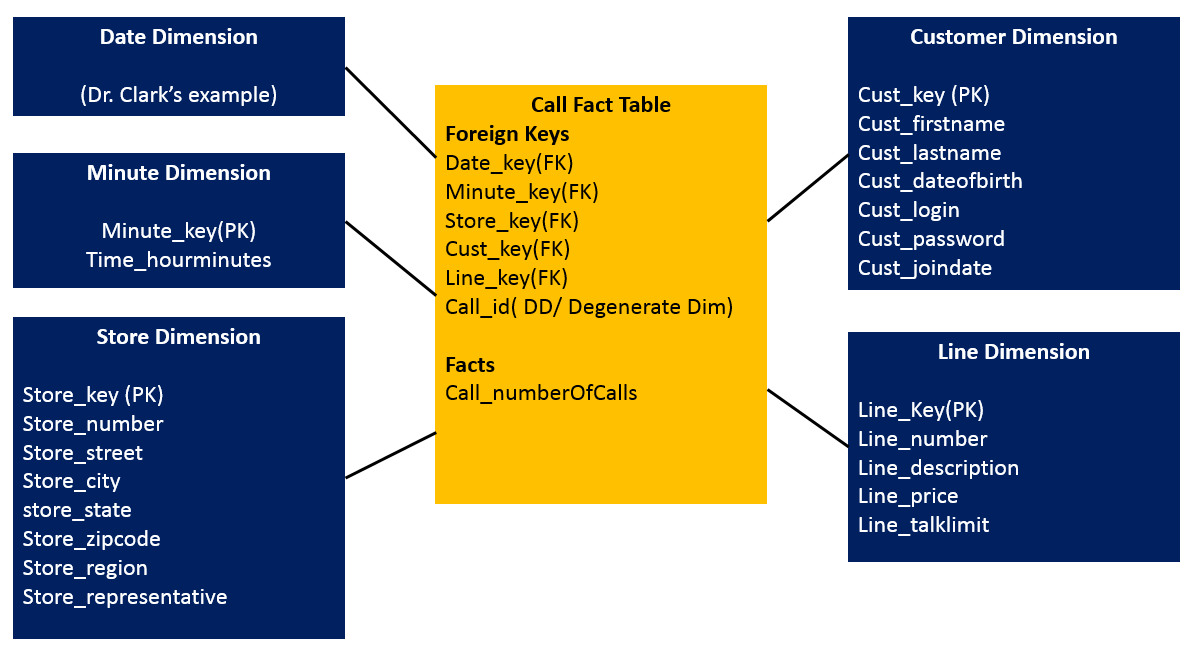 Date Dimension
(Dr. Clark’s example)
Minute Dimension
Minute_key(PK)
Time_hourminutes
Store Dimension
Store_key (PK)
Store_number
Store_street
Store_city
store_state
Store_zipcode
Store_region
Store_representative
Call Fact Table
Foreign Keys
Date_key(FK)
Minute_key(FK)
Store_key(FK)
Cust_key(FK)
Line_key(FK)
Call_id( DD/ Degenerate Dim)
Facts
Call_numberOfCalls
Customer Dimension
Cust_key (PK)
Cust_firstname
Cust_lastname
Cust_dateofbirth
Cust_login
Cust_password
Cust_joindate
Line Dimension
Line_Key(PK)
Line_number
Line_description
Line_price
Line_talklimit